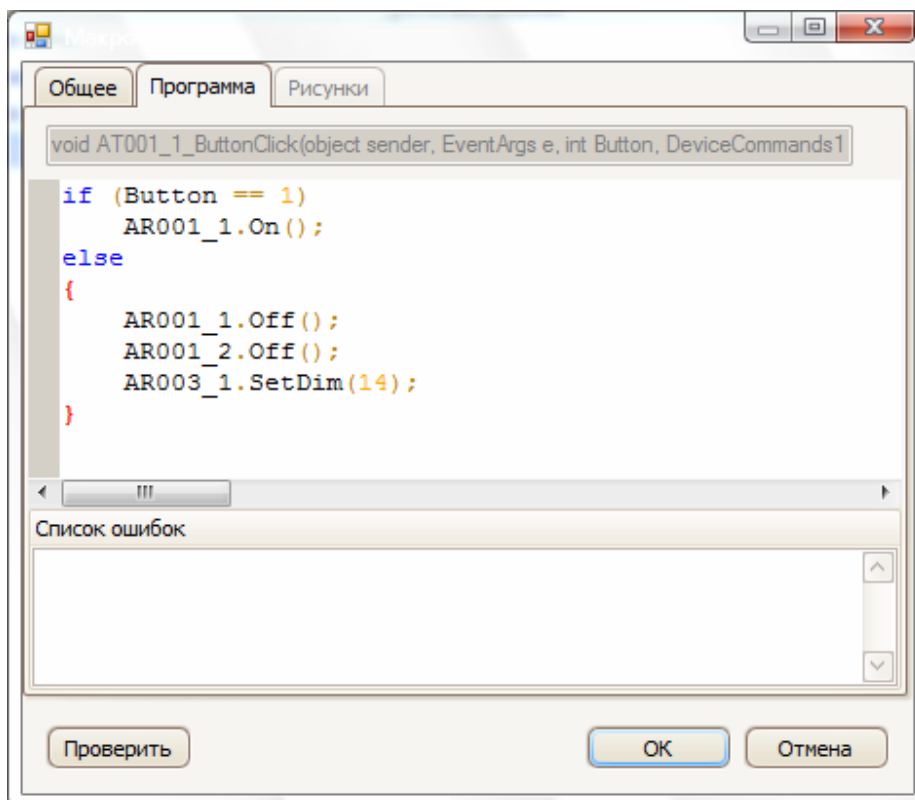 Макро
Общее Программа Рисунки
void AT001_1_ButtonClick(object sender, EventArgs e, int Button, DeviceCommands1
if (Button == 1)
    AR001_1.On();
else
{
    AR001_1.Off();
    AR001_2.Off();
    AR003_1.SetDim(14);
}
Список ошибок
Проверить OK Отмена